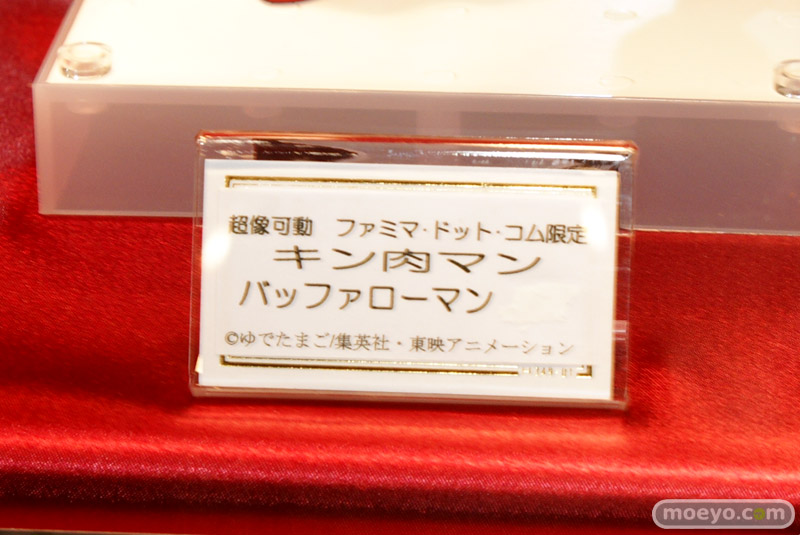 超像可動 ファミマ・ドット・コム限定
キン肉マン
バッファローマン
©ゆでたまご/集英社・東映アニメーション
moeyo.com